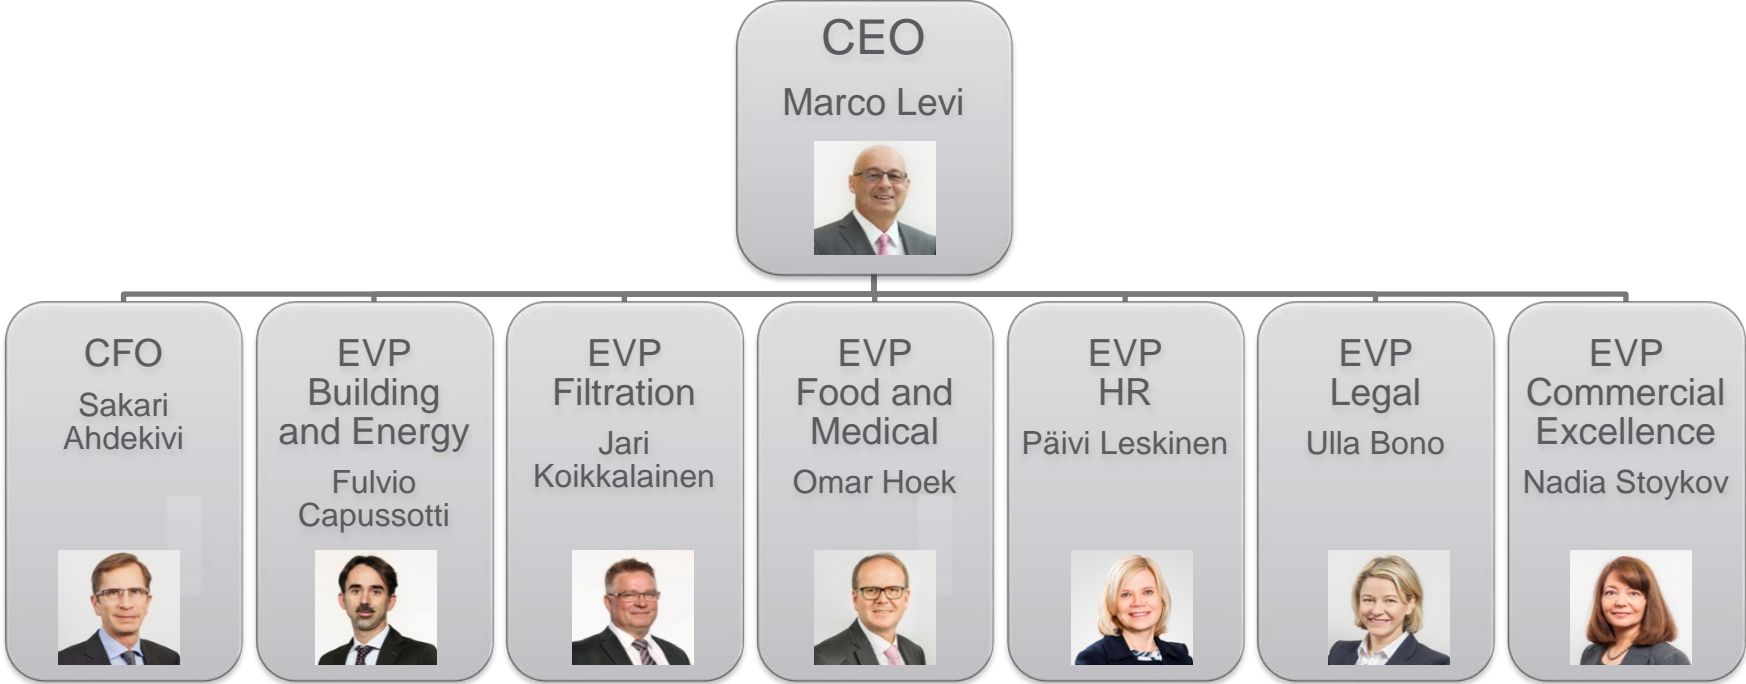 CEO
Marco Levi
CFO
Sakari
Ahdekivi
EVP
Building
and Energy
Fulvio
Capussotti
EVP
Filtration
Jari
Koikkalainen
EVP
Food and
Medical
Omar Hoek
EVP
HR
Päivi Leskinen
EVP
Legal
Ulla Bono
EVP
Commercial
Excellence
Nadia Stoykov